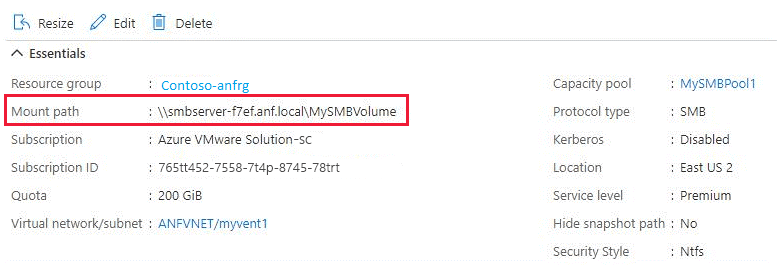 Resize Edit Delete
Essentials
Resource group : Contoso-anfrg Capacity pool : MySMBPool1
Mount path : \\smbserver-f7ef.anf.local\MySMBVolume Protocol type : SMB
Subscription : Azure VMware Solution-SC Kerberos : Disabled
Subscription ID : 765tt452-7558-7t4p-8745-78trt Location : East US 2
Quota : 200 GiB Service level : Premium
Virtual network/subnet : ANFVNET/myvent1 Hide snapshot path : No
Security Style : Ntfs